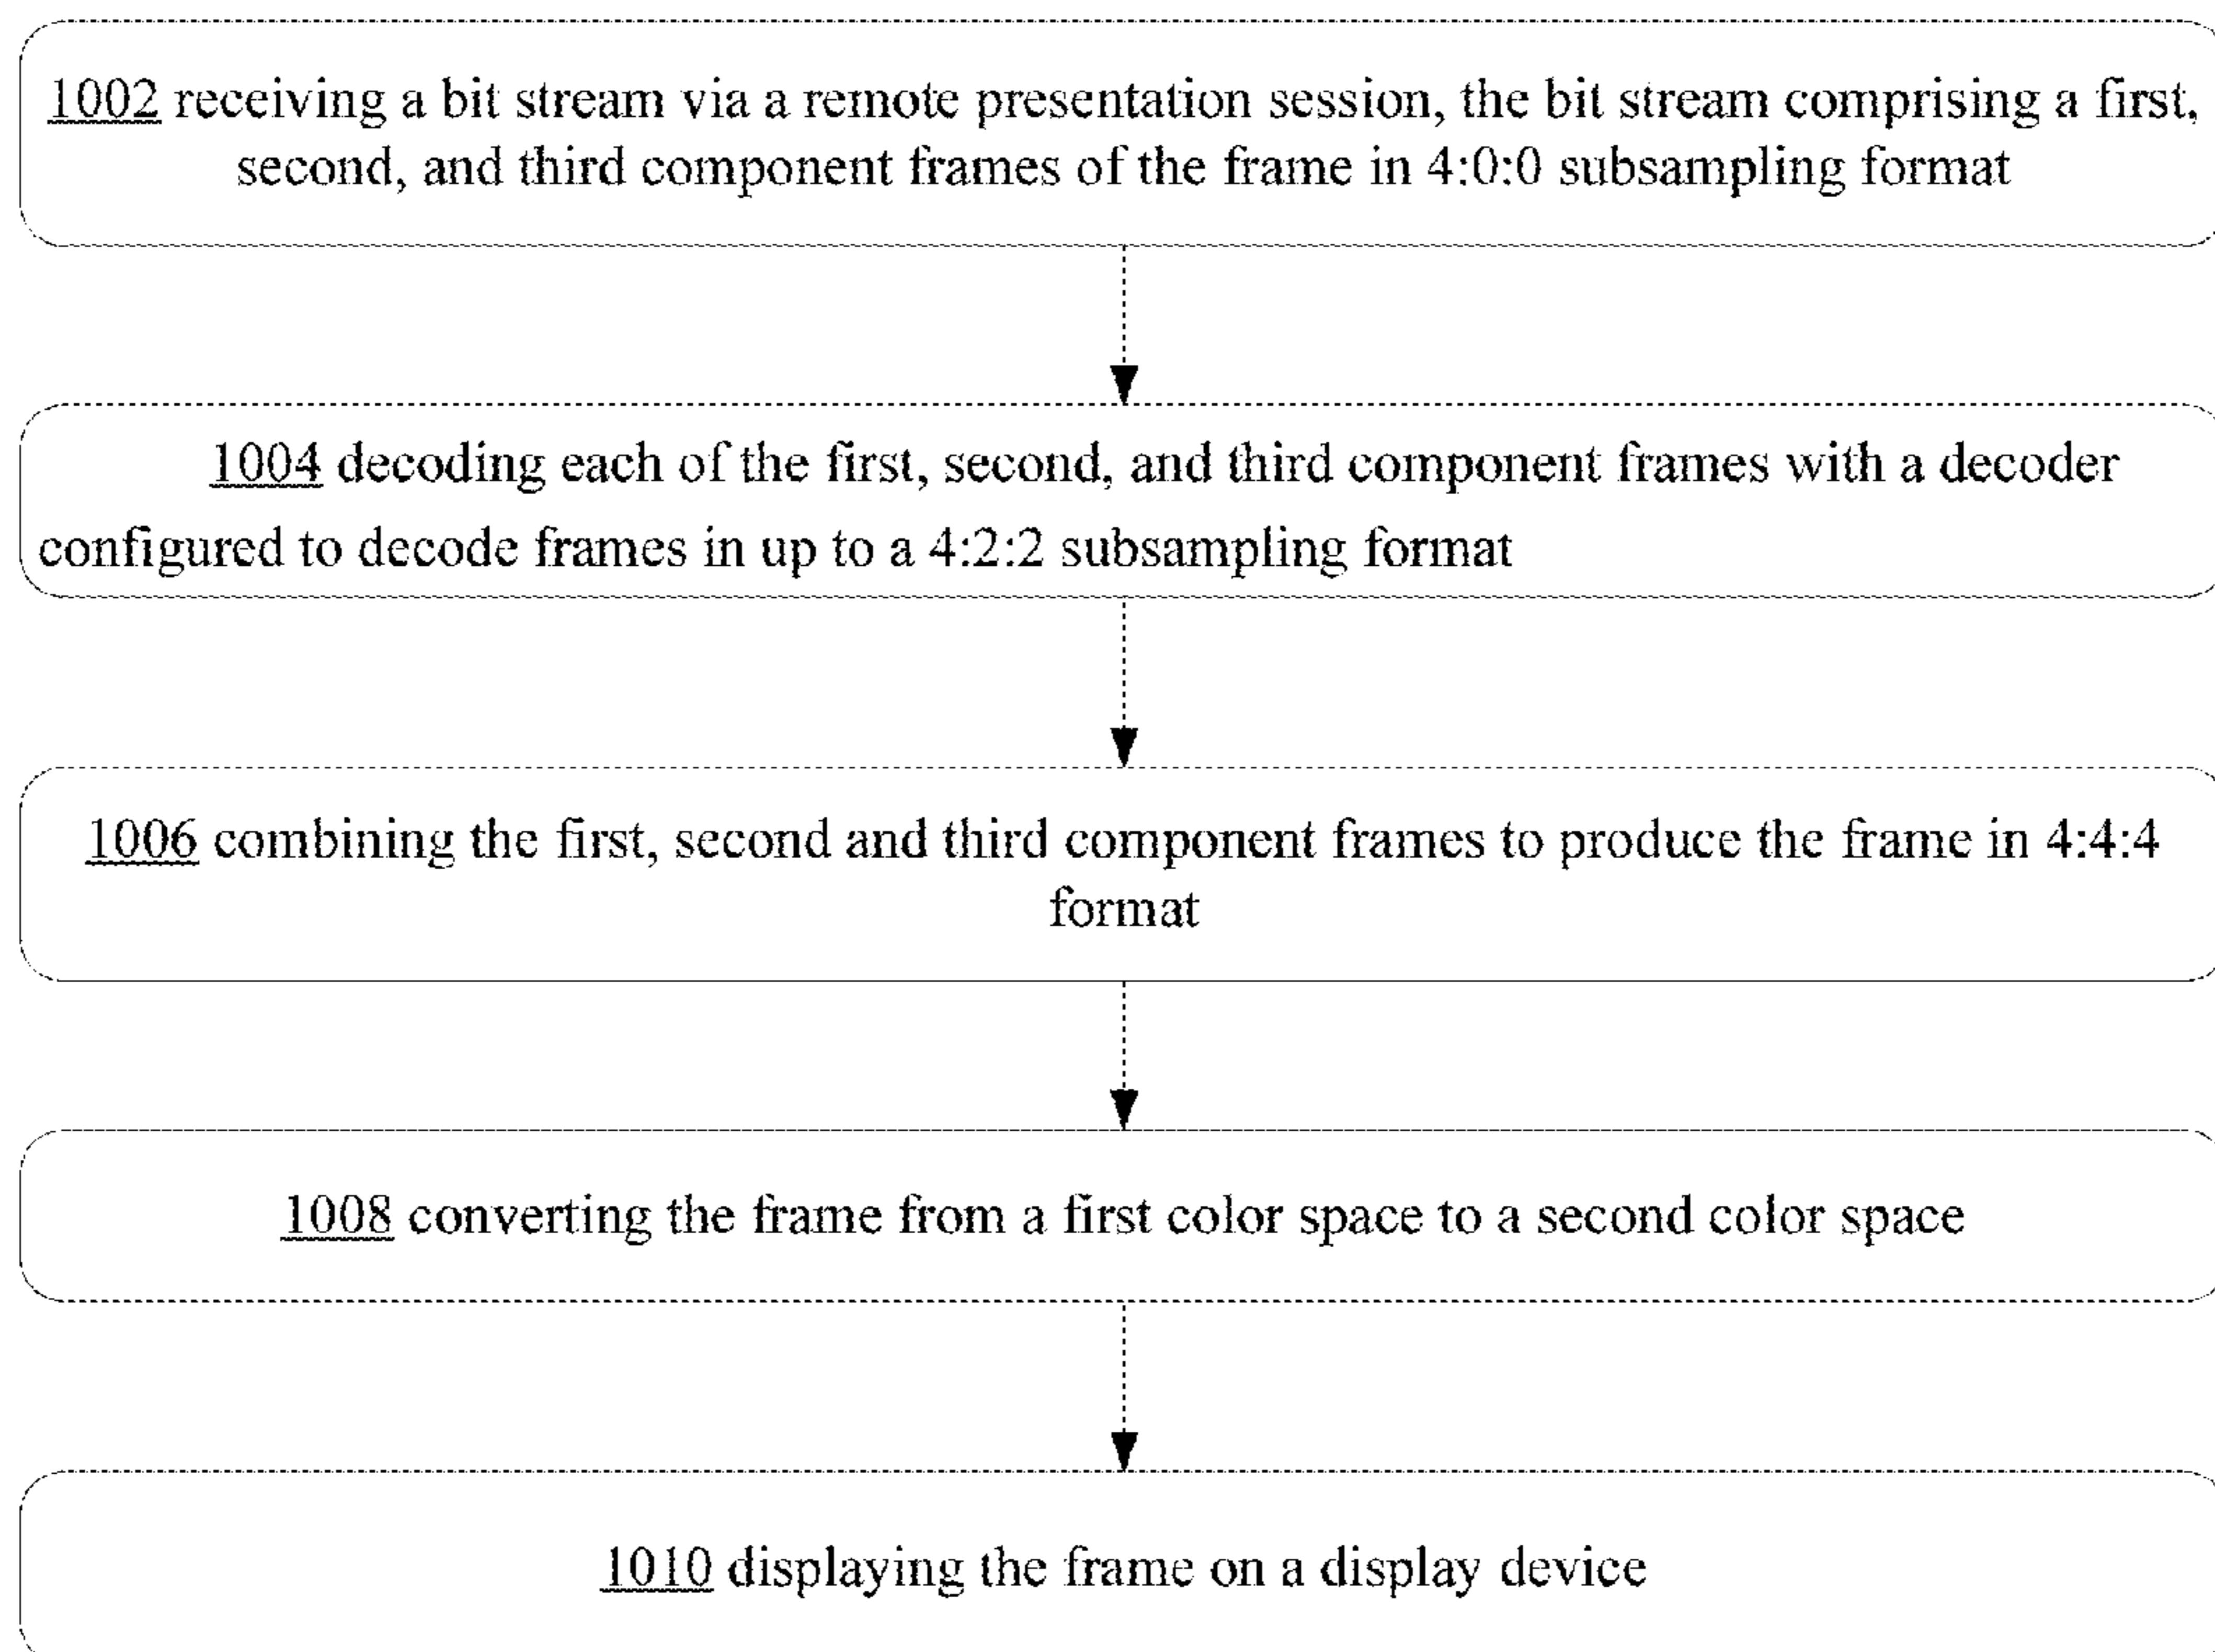 1002 receiving a bit stream via a remote presentation session, the bit stream comprising a first,
second, and third component frames of the frame in 4:0:0 subsampling format
1004 decoding each of the first, second, and third component frames with a decoder
configured to decode frames in up to a 4:2:2 subsampling format
1006 combining the first, second and third component frames to produce the frame in 4:4:4
format
1008 converting the frame from a first color space to a second color space
1010 displaying the frame on a display device